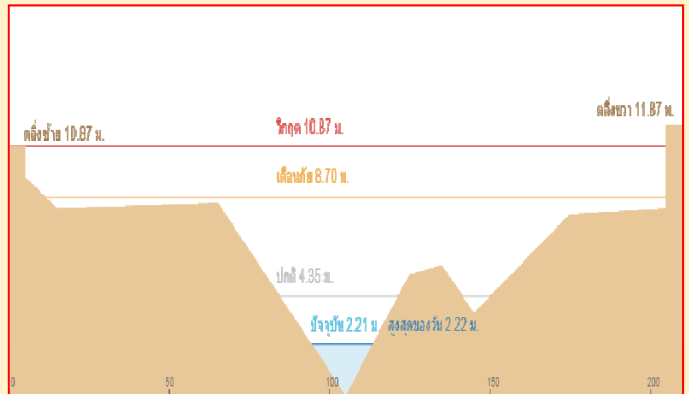 ตลิ่งขวา 11.87 ม.
ตลิ่งซ้าย 10.87 ม.
วิกฤต 10.87 ม.
เตือนภัย 8.70 ม.
ปกติ 4.35 ม.
ปัจจุบัน 2.21 ม. สูงสุดของวัน 2.22 ม.
0 50 100 150 200